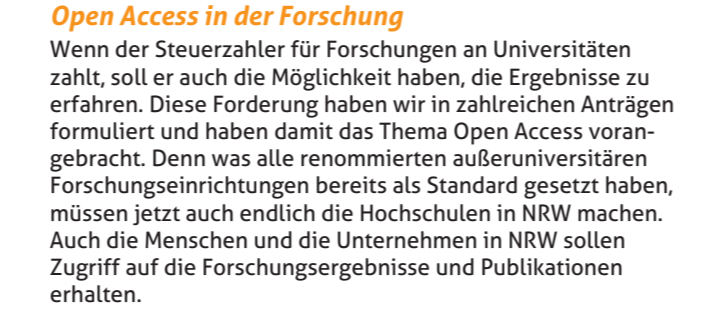 Open Access in der Forschung
Wenn der Steuerzahler für Forschungen an Universitäten
zahlt, soll er auch die Möglichkeit haben, die Ergebnisse zu
erfahren. Diese Forderung haben wir in zahlreichen Anträgen
formuliert und haben damit das Thema Open Access voran-
gebracht. Denn was alle renommierten außeruniversitären
Forschungseinrichtungen bereits als Standard gesetzt haben,
müssen jetzt auch endlich die Hochschulen in NRW machen.
Auch die Menschen und die Unternehmen in NRW sollen
Zugriff auf die Forschungsergebnisse und Publikationen
erhalten.